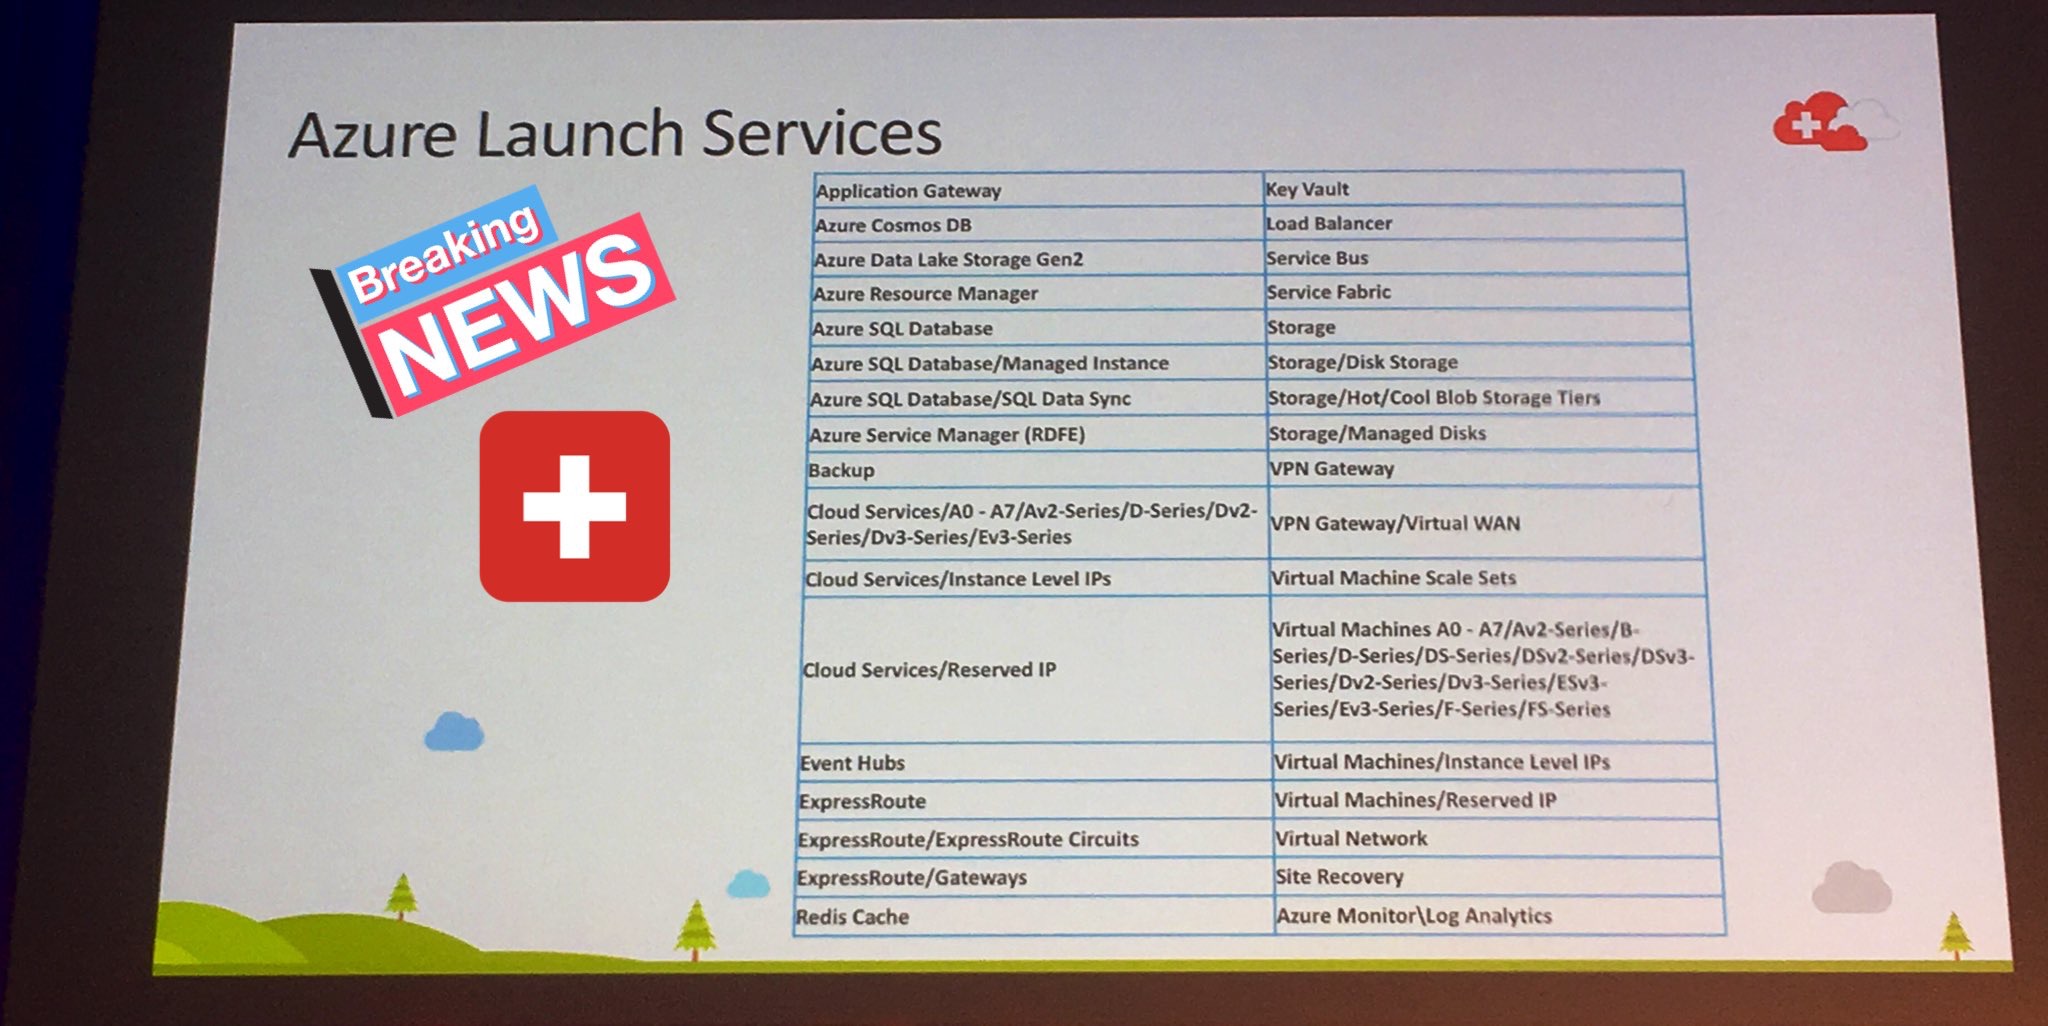 Azure Launch Services
Breaking
NEWS
Application Gateway
Key Vault
Azure Cosmos DB
Load Balancer
Azure Data Lake Storage Gen2
Service Bus
Azure Resource Manager
Service Fabric
Azure SQL Database
Storage
Azure SQL Database/Managed Instance
Storage/Disk Storage
Azure SQL Database/SQL Data Sync
Storage/Hot/Cool Blob Storage Tiers
Azure Service Manager (RDFE)
Storage/Managed Disks
Backup
VPN Gateway
Cloud Services/A0 - A7/Av2-Series/D-Series/Dv2-
Series/Dv3-Series/Ev3-Series
VPN Gateway/Virtual WAN
Cloud Services/Instance Level IPs
Virtual Machine Scale Sets
Cloud Services/Reserved IP
Virtual Machines A0 - A7/Av2-Series/B-
Series/D-Series/DS-Series/DSv2-Series/DSv3-
Series/Dv2-Series/Dv3-Series/ESv3-
Series/Ev3-Series/F-Series/FS-Series
Event Hubs
Virtual Machines/Instance Level IPs
ExpressRoute
Virtual Machines/Reserved IP
ExpressRoute/ExpressRoute Circuits
Virtual Network
ExpressRoute/Gateways
Site Recovery
Redis Cache
Azure Monitor\Log Analytics